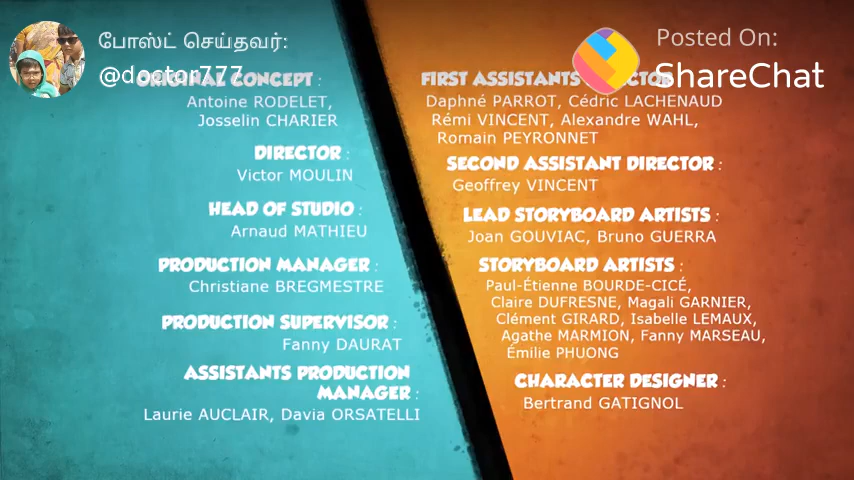 போஸ்ட் செய்தவர்:
@doctor777
Posted On:
ShareChat
ORIGINAL CONCEPT :
Antoine RODELET,
Josselin CHARIER
DIRECTOR :
Victor MOULIN
HEAD OF STUDIO :
Arnaud MATHIEU
PRODUCTION MANAGER :
Christiane BREGMESTRE
PRODUCTION SUPERVISOR :
Fanny DAURAT
ASSISTANTS PRODUCTION
MANAGER :
Laurie AUCLAIR, Davia ORSATELLI
FIRST ASSISTANTS
Daphné PARROT, Cédric LACHENAUD
Rémi VINCENT, Alexandre WAHL,
Romain PEYRONNET
SECOND ASSISTANT DIRECTOR :
Geoffrey VINCENT
LEAD STORYBOARD ARTISTS :
Joan GOUVIAC, Bruno GUERRA
STORYBOARD ARTISTS :
Paul-Étienne BOURDE-CICÉ,
Claire DUFRESNE, Magali GARNIER,
Clément GIRARD, Isabelle LEMAUX,
Agathe MARMION, Fanny MARSEAU,
Émilie PHUONG
CHARACTER DESIGNER :
Bertrand GATIGNOL